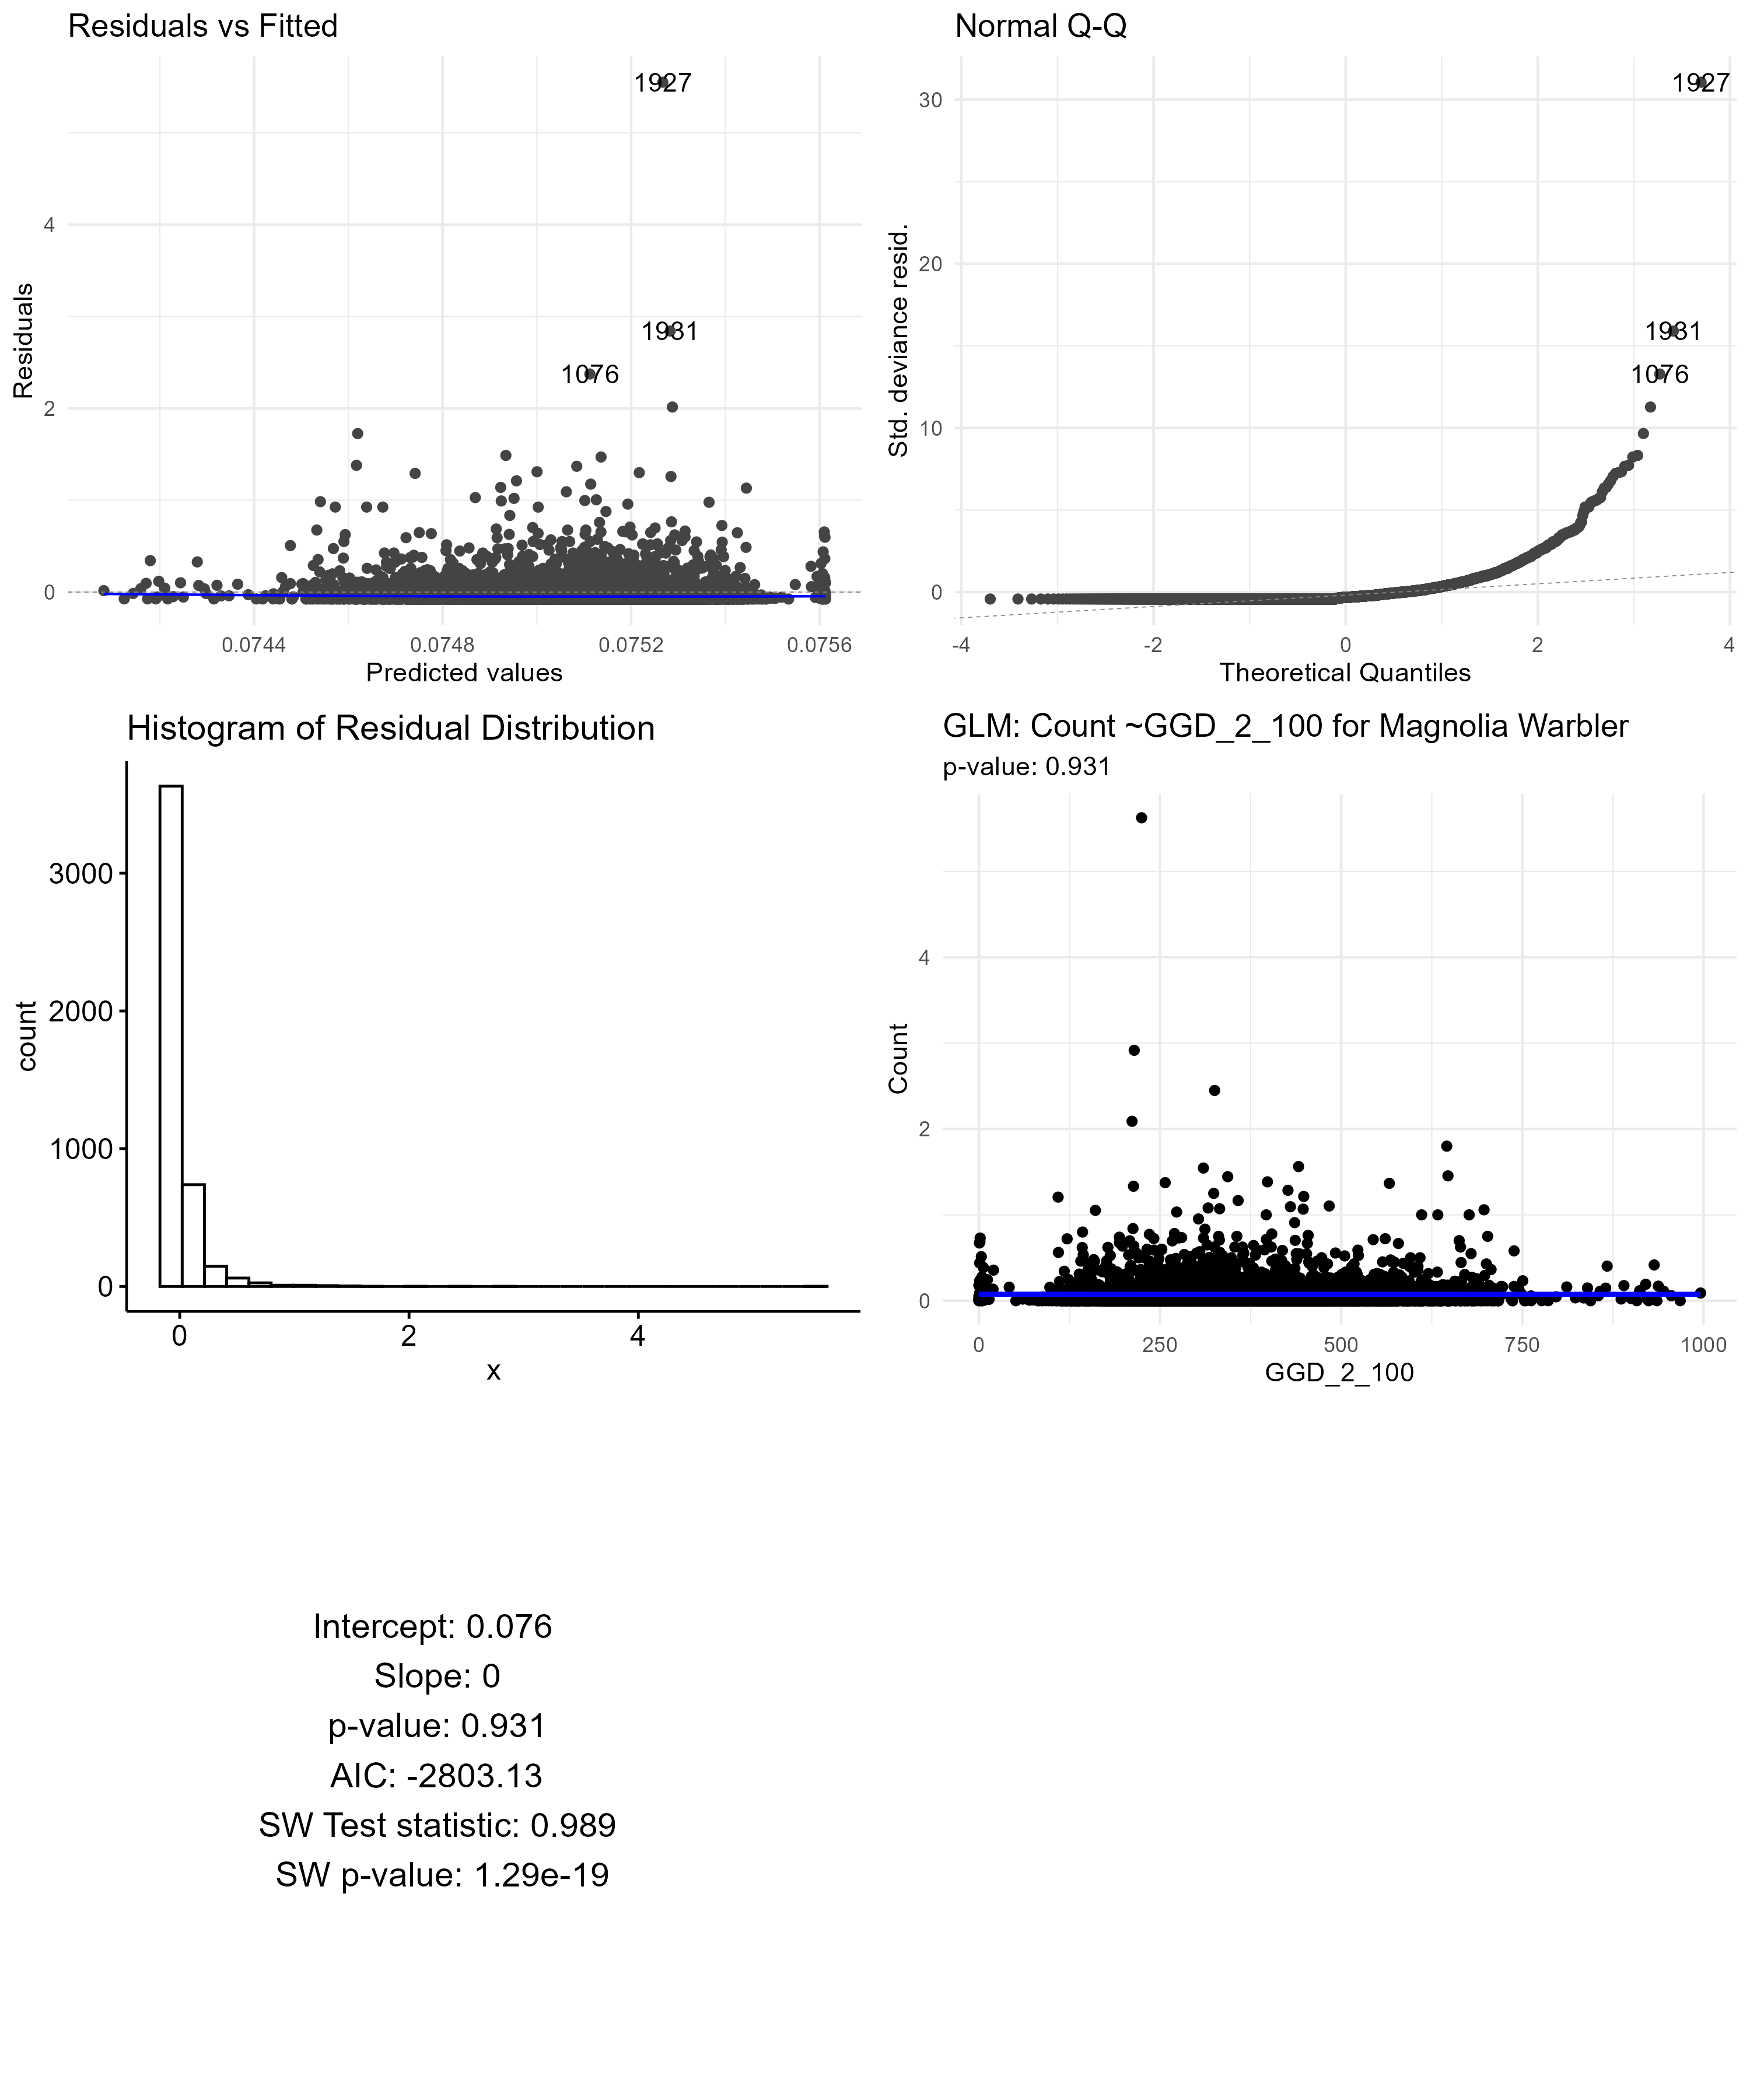 Residuals vs Fitted
1927
1931
1076
4
2
0
Residuals
0.0744 0.0748 0.0752 0.0756
Predicted values
Normal Q-Q
1927
1931
1076
30
20
10
0
Std. deviance resid.
-4 -2 0 2 4
Theoretical Quantiles
Histogram of Residual Distribution
3000
2000
1000
0
count
0 2 4
x
GLM: Count ~GGD_2_100 for Magnolia Warbler
p-value: 0.931
4
2
0
Count
0 250 500 750 1000
GGD_2_100
Intercept: 0.076
Slope: 0
p-value: 0.931
AIC: -2803.13
SW Test statistic: 0.989
SW p-value: 1.29e-19